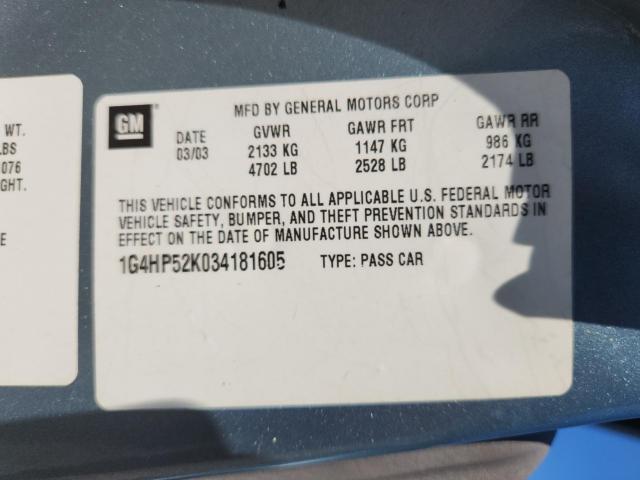 WT.
LBS
076
GHT.
E
GM
MFD BY GENERAL MOTORS CORP
DATE GVWR GAWR FRT GAWR RR
03/03 2133 KG 1147 KG 986 KG
4702 LB 2528 LB 2174 LB
THIS VEHICLE CONFORMS TO ALL APPLICABLE U.S. FEDERAL MOTOR
VEHICLE SAFETY, BUMPER, AND THEFT PREVENTION STANDARDS IN
EFFECT ON THE DATE OF MANUFACTURE SHOWN ABOVE.
1G4HP52K034181605 TYPE: PASS CAR